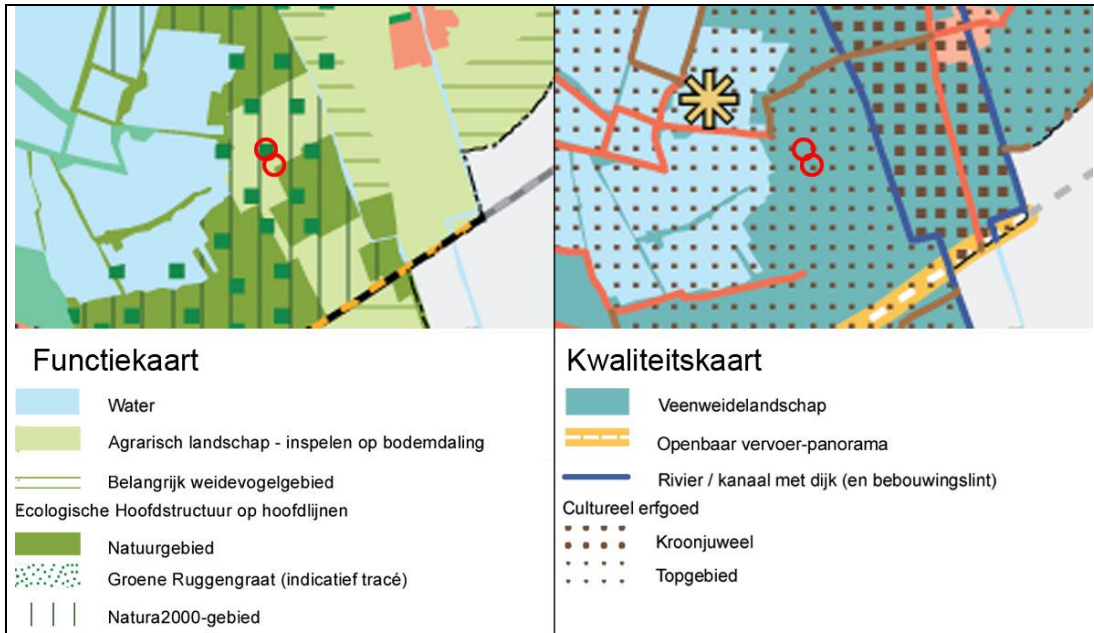 Functiekaart
Water
Agrarisch landschap - inspelen op bodemdaling
Belangrijk weidevogelgebied
Ecologische Hoofdstructuur op hoofdlijnen
Natuurgebied
Groene Ruggengraat (indicatief tracé)
Natura2000-gebied
Kwaliteitskaart
Veenweidelandschap
Openbaar vervoer-panorama
Rivier / kanaal met dijk (en bebouwingslint)
Cultureel erfgoed
Kroonjuweel
Topgebied